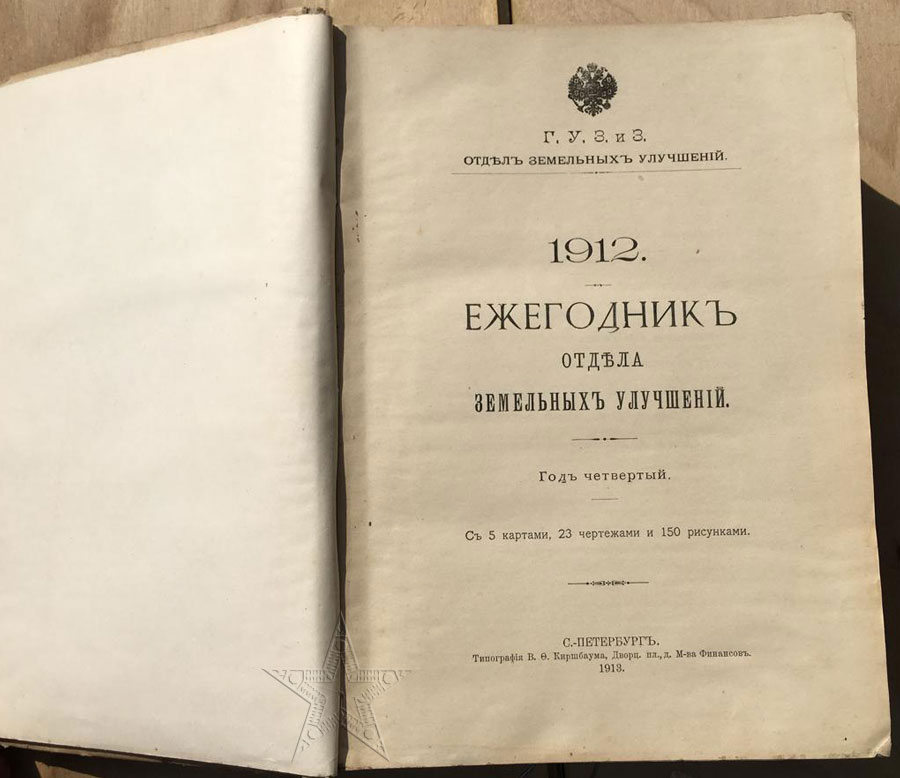 Г. У. З. и З.
ОТДѢЛЪ ЗЕМЕЛЬНЫХЪ УЛУЧШЕНІЙ.
1912.
ЕЖЕГОДНИКЪ
ОТДѢЛА
ЗЕМЕЛЬНЫХЪ УЛУЧШЕНІЙ.
Годъ четвертый.
Съ 5 картами, 23 чертежами и 150 рисунками.
С.-ПЕТЕРБУРГЪ.
Типографія В. Ѳ. Киршбаума, Дворц. пл., д. М-ва Финансовъ.
1913.